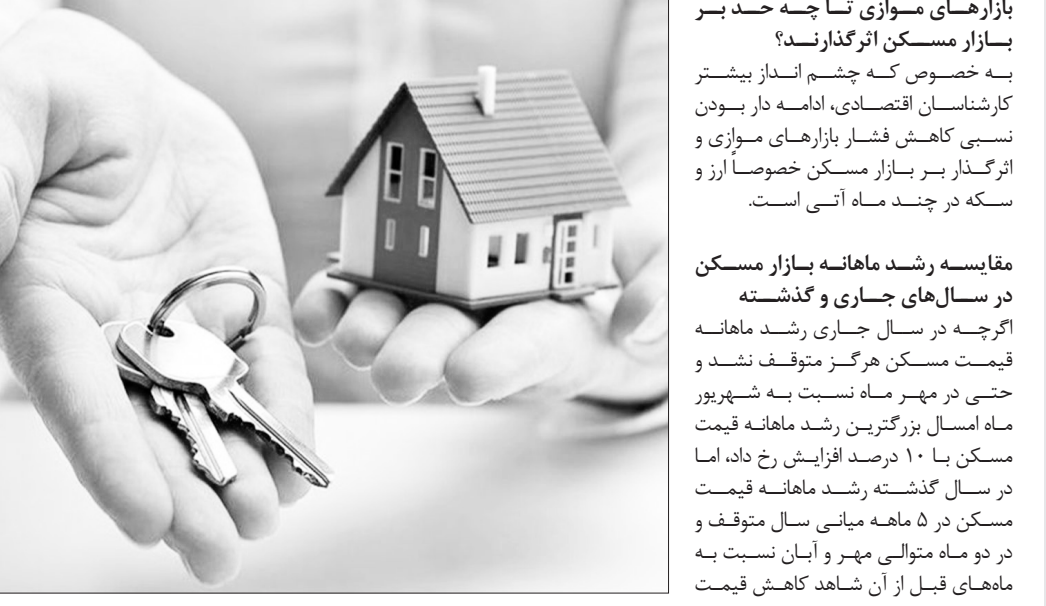 بازارهای موازی تا چه حد بر
بازار مسکن اثرگذارند؟
به خصوص که چشم انداز بیشتر
کارشناسان اقتصادی، ادامه دار بودن
نسبی کاهش فشار بازارهای موازی و
اثرگذار بر بازار مسکن خصوصاً ارز و
سکه در چند ماه آتی است.
مقایسه رشد ماهانه بازار مسکن
در سال‌های جاری و گذشته
اگرچه در سال جاری رشد ماهانه
قیمت مسکن هرگز متوقف نشد و
حتی در مهر ماه نسبت به شهریور
ماه امسال بزرگترین رشد ماهانه قیمت
مسکن با ۱۰ درصد افزایش رخ داد، اما
در سال گذشته رشد ماهانه قیمت
مسکن در ۵ ماهه میانی سال متوقف و
در دو ماه متوالی مهر و آبان نسبت به
ماه‌های قبل از آن شاهد کاهش قیمت